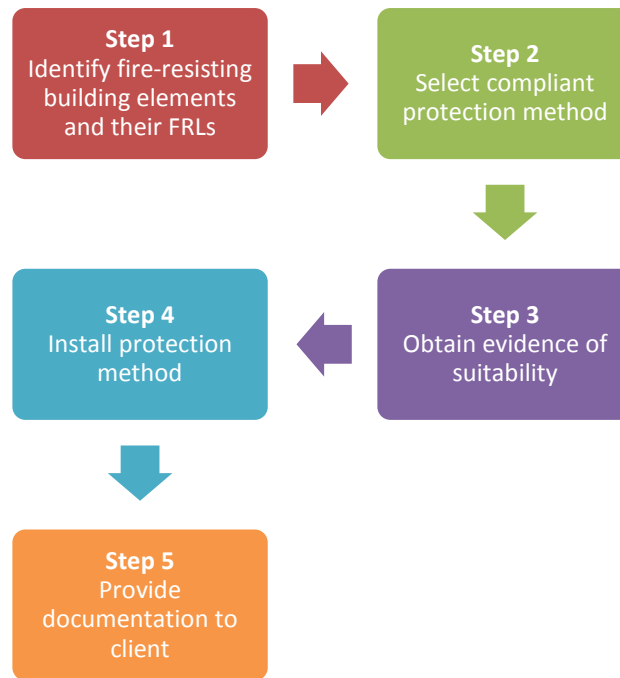 Step 1
Identify fire-resisting
building elements
and their FRLs
Step 2
Select compliant
protection method
Step 3
Obtain evidence of
suitability
Step 4
Install protection
method
Step 5
Provide
documentation to
client